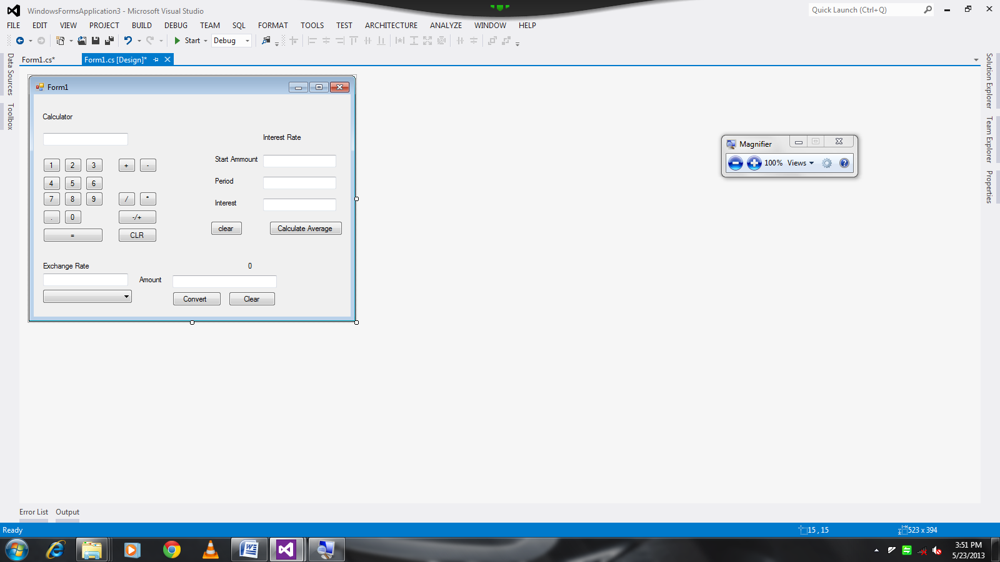 WindowsFormsApplication3 - Microsoft Visual Studio
Quick Launch (Ctrl+Q)
FILE EDIT VIEW PROJECT BUILD DEBUG TEAM SQL FORMAT TOOLS TEST ARCHITECTURE ANALYZE WINDOW HELP
Start Debug
Form1.cs* Form1.cs [Design]*
Data Sources
Toolbox
Solution Explorer
Team Explorer
Properties
Form1
Calculator
Interest Rate
Start Ammount
1 2 3 + -
Period
4 5 6
7 8 9 / *
Interest
. 0 -/+
clear Calculate Average
= CLR
Exchange Rate 0
Amount
Convert Clear
Magnifier
100% Views
Error List Output
Ready 15 , 15 523 x 394
3:51 PM
5/23/2013